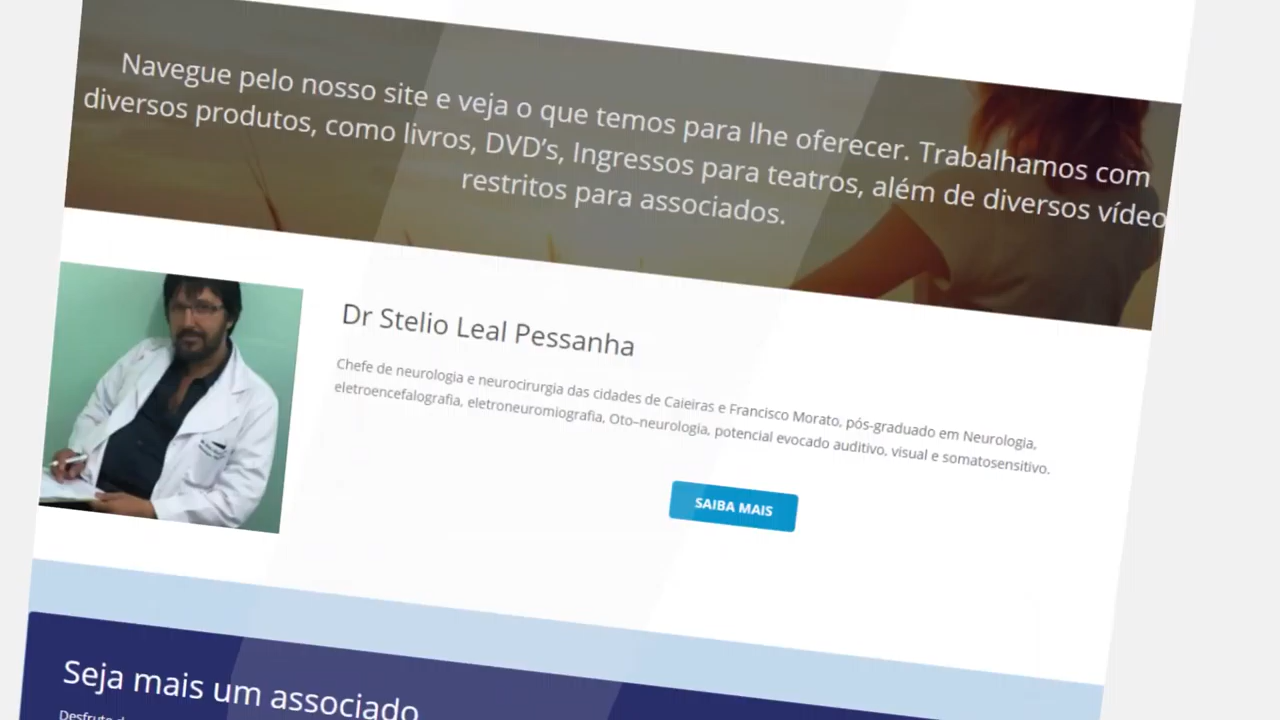 Navegue pelo nosso site e veja o que temos para lhe oferecer. Trabalhamos com
diversos produtos, como livros, DVD’s, Ingressos para teatros, além de diversos vídeo
restritos para associados.
Dr Stelio Leal Pessanha
Chefe de neurologia e neurocirurgia das cidades de Caieiras e Francisco Morato, pós-graduado em Neurologia,
eletroencefalografia, eletroneuromiografia, Oto–neurologia, potencial evocado auditivo, visual e somatosensitivo.
SAIBA MAIS
Seja mais um associado